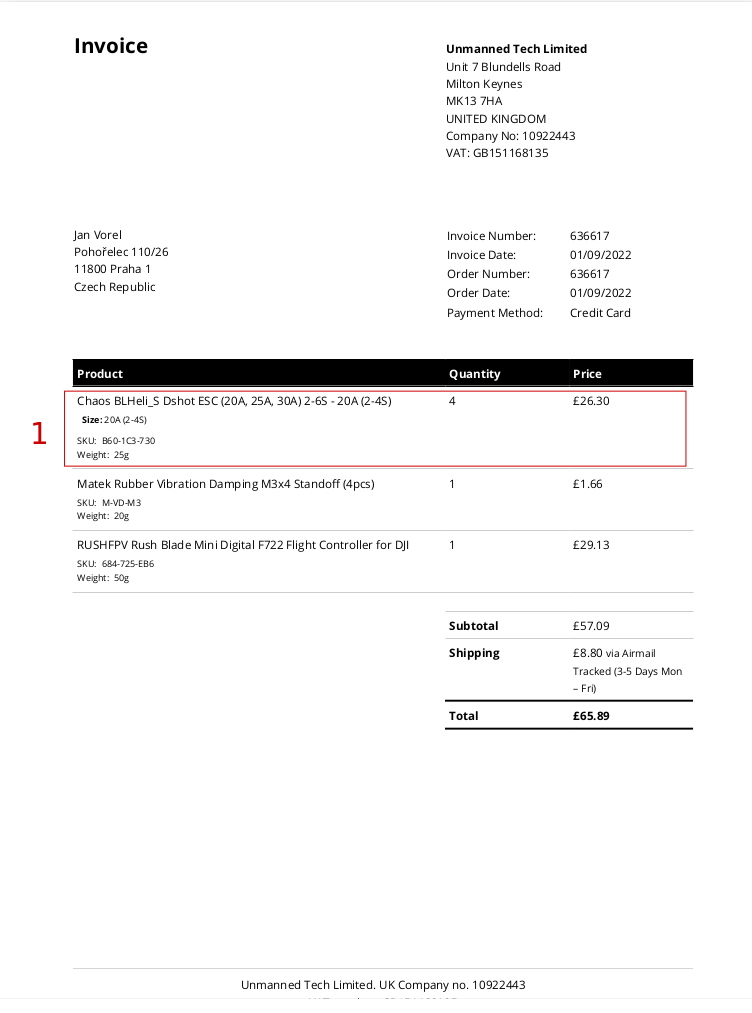 Invoice
Unmanned Tech Limited
Unit 7 Blundells Road
Milton Keynes
MK13 7HA
UNITED KINGDOM
Company No: 10922443
VAT: GB151168135
Jan Vorel
Pohořelec 110/26
11800 Praha 1
Czech Republic
Invoice Number: 636617
Invoice Date: 01/09/2022
Order Number: 636617
Order Date: 01/09/2022
Payment Method: Credit Card
Product Quantity Price
1
Chaos BLHeli_S Dshot ESC (20A, 25A, 30A) 2-6S - 20A (2-4S) 4 £26.30
Size: 20A (2-4S)
SKU: B60-1C3-730
Weight: 25g
Matek Rubber Vibration Damping M3x4 Standoff (4pcs) 1 £1.66
SKU: M-VD-M3
Weight: 20g
RUSHFPV Rush Blade Mini Digital F722 Flight Controller for DJI 1 £29.13
SKU: 684-725-EB6
Weight: 50g
Subtotal £57.09
Shipping £8.80 via Airmail
Tracked (3-5 Days Mon
– Fri)
Total £65.89
Unmanned Tech Limited. UK Company no. 10922443